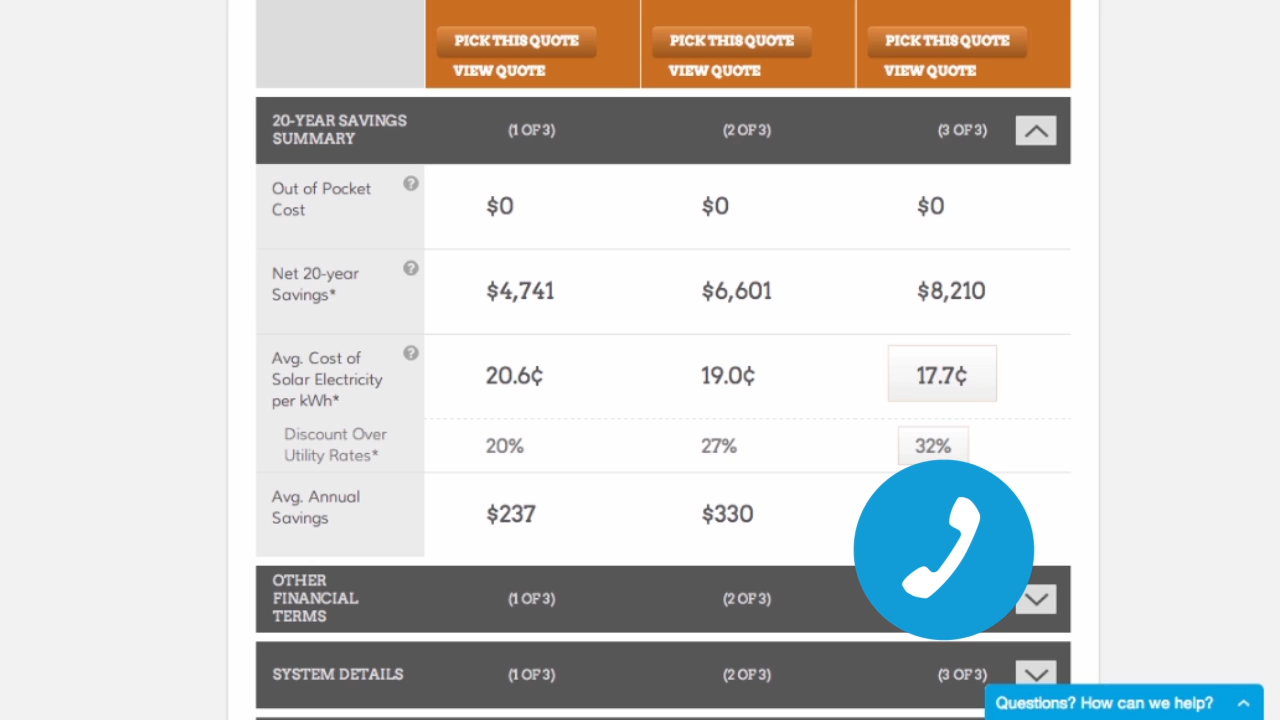 PICK THIS QUOTE PICK THIS QUOTE PICK THIS QUOTE
VIEW QUOTE VIEW QUOTE VIEW QUOTE
20-YEAR SAVINGS
SUMMARY (1 OF 3) (2 OF 3) (3 OF 3)
Out of Pocket ?
Cost $0 $0 $0
Net 20-year ?
Savings* $4,741 $6,601 $8,210
Avg. Cost of ?
Solar Electricity 20.6¢ 19.0¢ 17.7¢
per kWh*
Discount Over
Utility Rates* 20% 27% 32%
Avg. Annual
Savings $237 $330
OTHER
FINANCIAL (1 OF 3) (2 OF 3)
TERMS
SYSTEM DETAILS (1 OF 3) (2 OF 3) (3 OF 3)
Questions? How can we help?